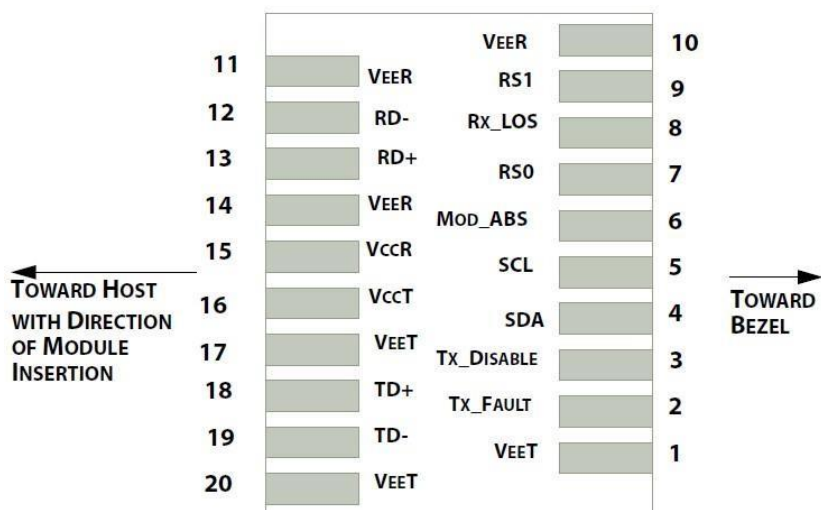 11 VEER
12 RD-
13 RD+
14 VEER
15 VCCR
16 VCCT
17 VEET
18 TD+
19 TD-
20 VEET
VEER 10
RS1 9
RX_LOS 8
RS0 7
MOD_ABS 6
SCL 5
SDA 4
TX_DISABLE 3
TX_FAULT 2
VEET 1
TOWARD HOST
WITH DIRECTION
OF MODULE
INSERTION
TOWARD
BEZEL